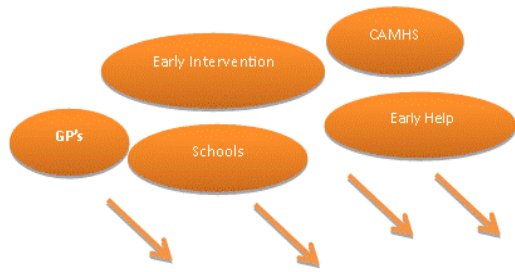 CAMHS
Early Intervention
Early Help
GP's
Schools